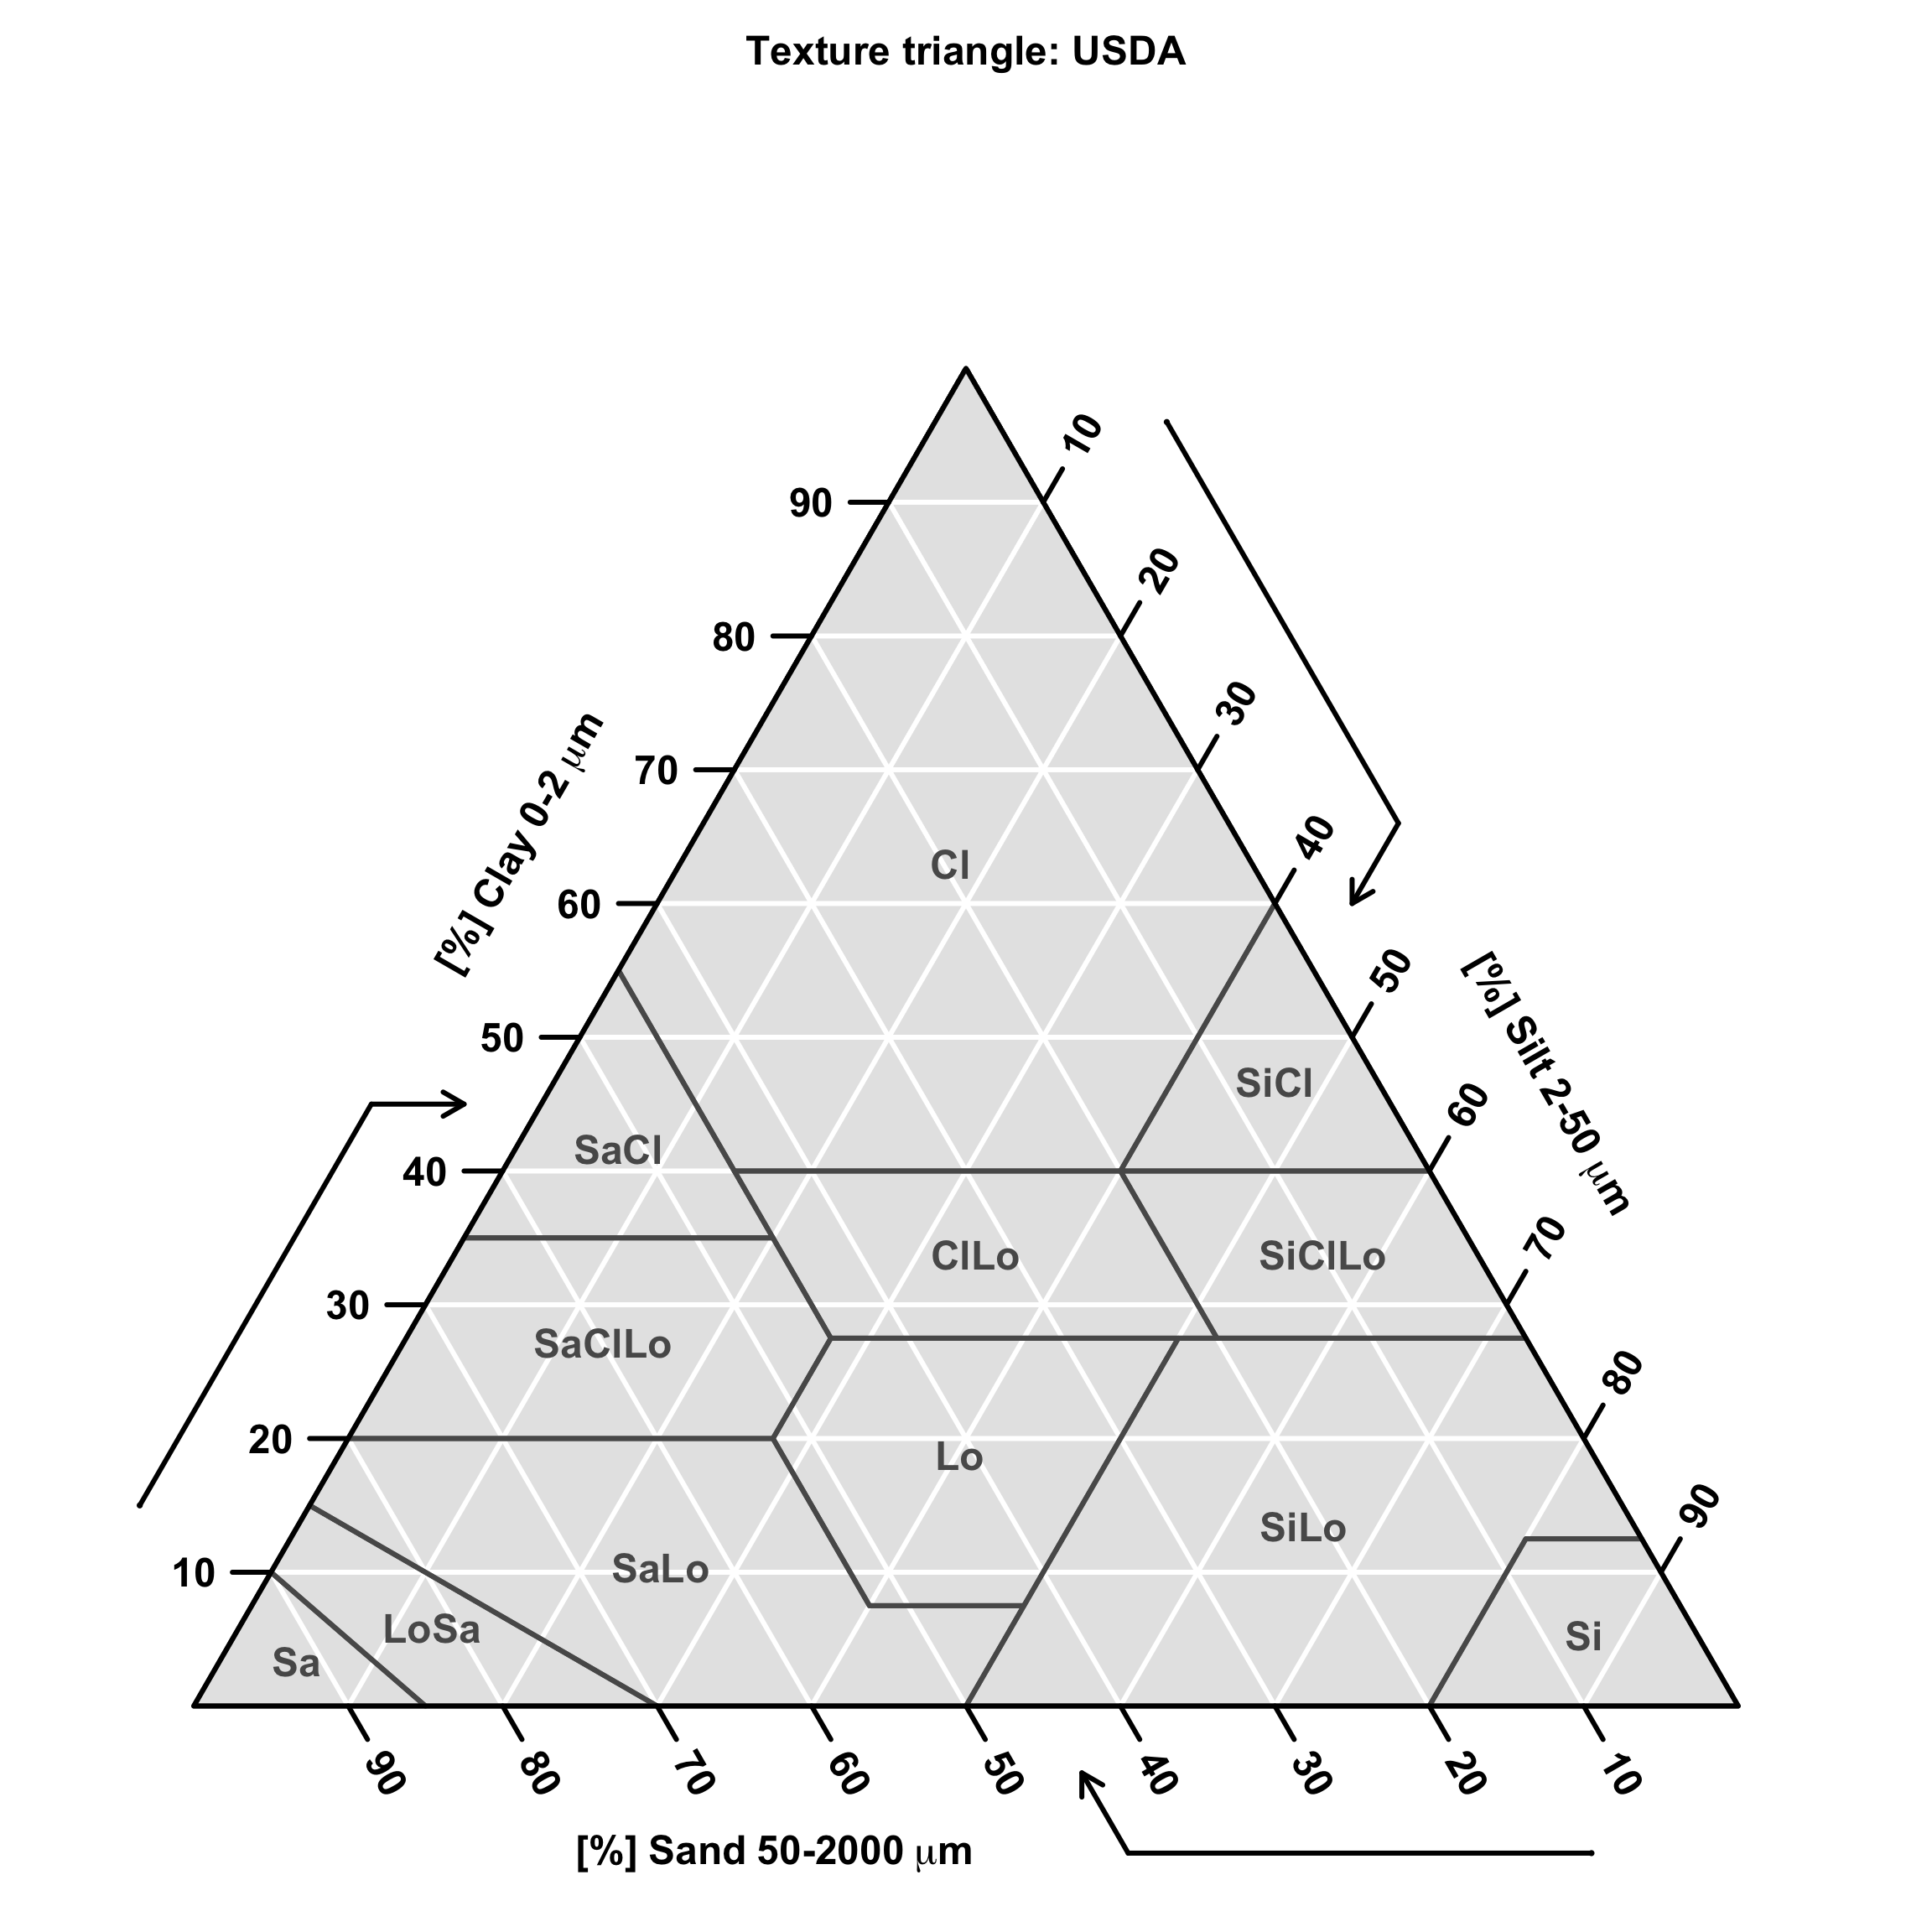 Texture triangle: USDA
10
90
20
80
30
[%] Clay 0-2 μm
70
40
Cl
60
50
[%] Silt 2-50 μm
50
SiCl
60
SaCl
40
70
ClLo
SiClLo
30
SaClLo
80
20
Lo
90
SiLo
10
SaLo
LoSa
Si
Sa
90
80
70
60
50
40
30
20
10
[%] Sand 50-2000 μm